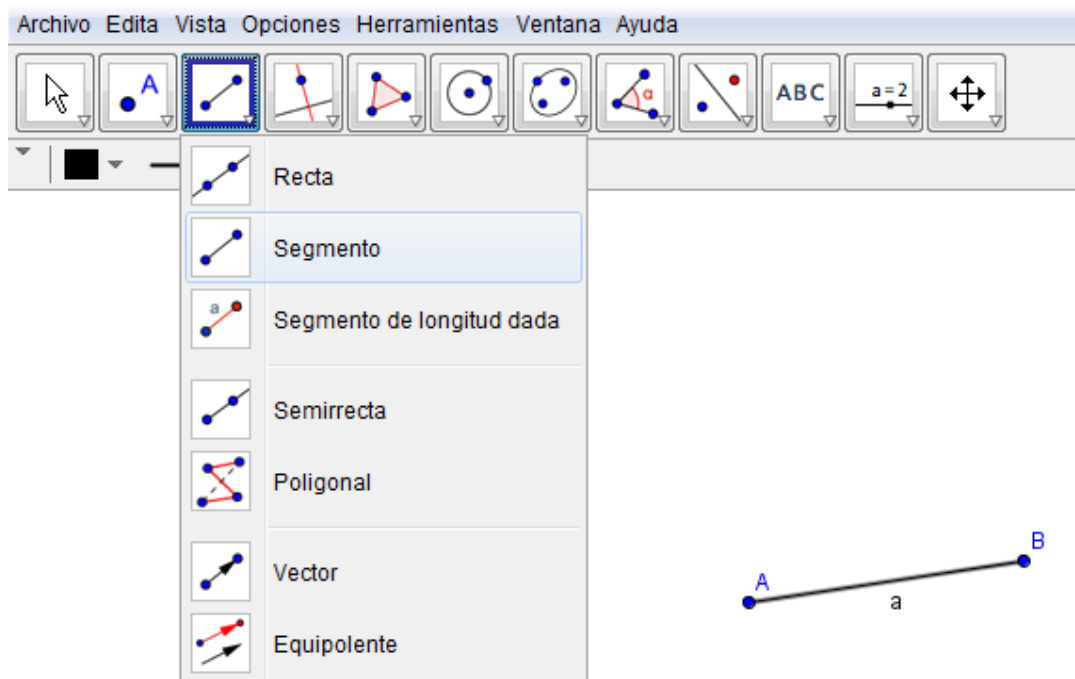 Archivo Edita Vista Opciones Herramientas Ventana Ayuda
A α ABC a=2
Recta
Segmento
a
Segmento de longitud dada
Semirrecta
Poligonal
Vector
Equipolente
A
B
a